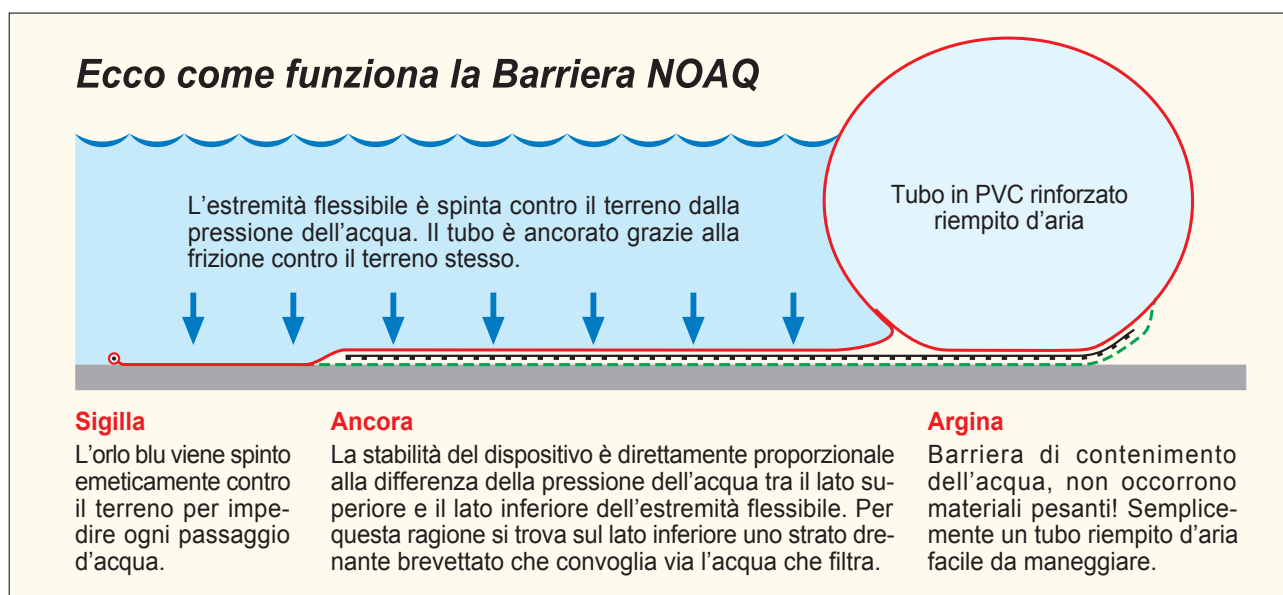 Ecco come funziona la Barriera NOAQ
L'estremità flessibile è spinta contro il terreno dalla
pressione dell'acqua. Il tubo è ancorato grazie alla
frizione contro il terreno stesso.
Tubo in PVC rinforzato
riempito d'aria
Sigilla
L'orlo blu viene spinto
emeticamente contro
il terreno per impe-
dire ogni passaggio
d'acqua.
Ancora
La stabilità del dispositivo è direttamente proporzionale
alla differenza della pressione dell'acqua tra il lato su-
periore e il lato inferiore dell'estremità flessibile. Per
questa ragione si trova sul lato inferiore uno strato dre-
nante brevettato che convoglia via l'acqua che filtra.
Argina
Barriera di contenimento
dell'acqua, non occorrono
materiali pesanti! Semplice-
mente un tubo riempito d'aria
facile da maneggiare.